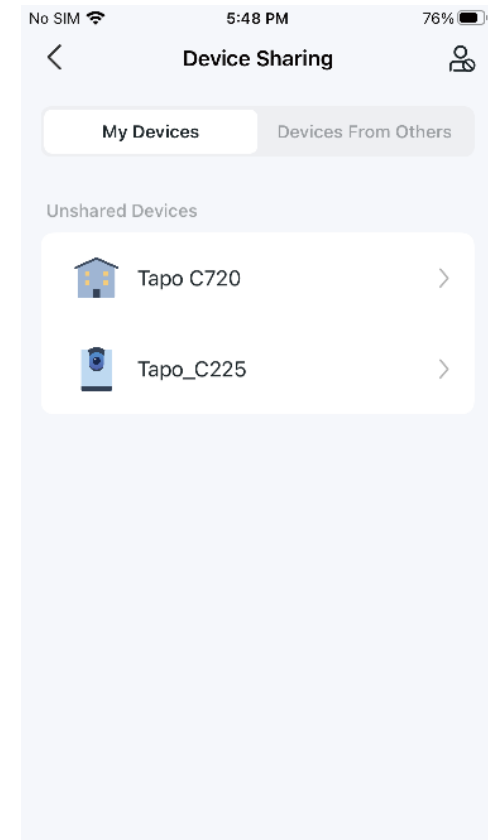 No SIM 5:48 PM 76%
Device Sharing
My Devices Devices From Others
Unshared Devices
Tapo C720
Tapo_C225